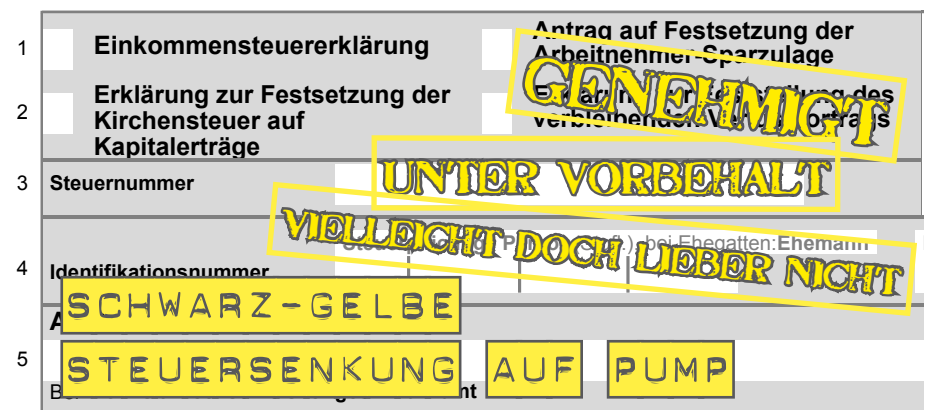 1 Einkommensteuererklärung
Antrag auf Festsetzung der
Arbeitnehmer-Sparzulage
GENEHMIGT
2 Erklärung zur Festsetzung der
Kirchensteuer auf
Kapitalerträge
des
3 Steuernummer
UNTER VORBEHALT
VIELLEICHT DOCH LIEBER NICHT
bei Ehegatten: Ehemann
4 Identifikationsnummer
SCHWARZ-GELBE
5 STEUERSENKUNG AUF PUMP